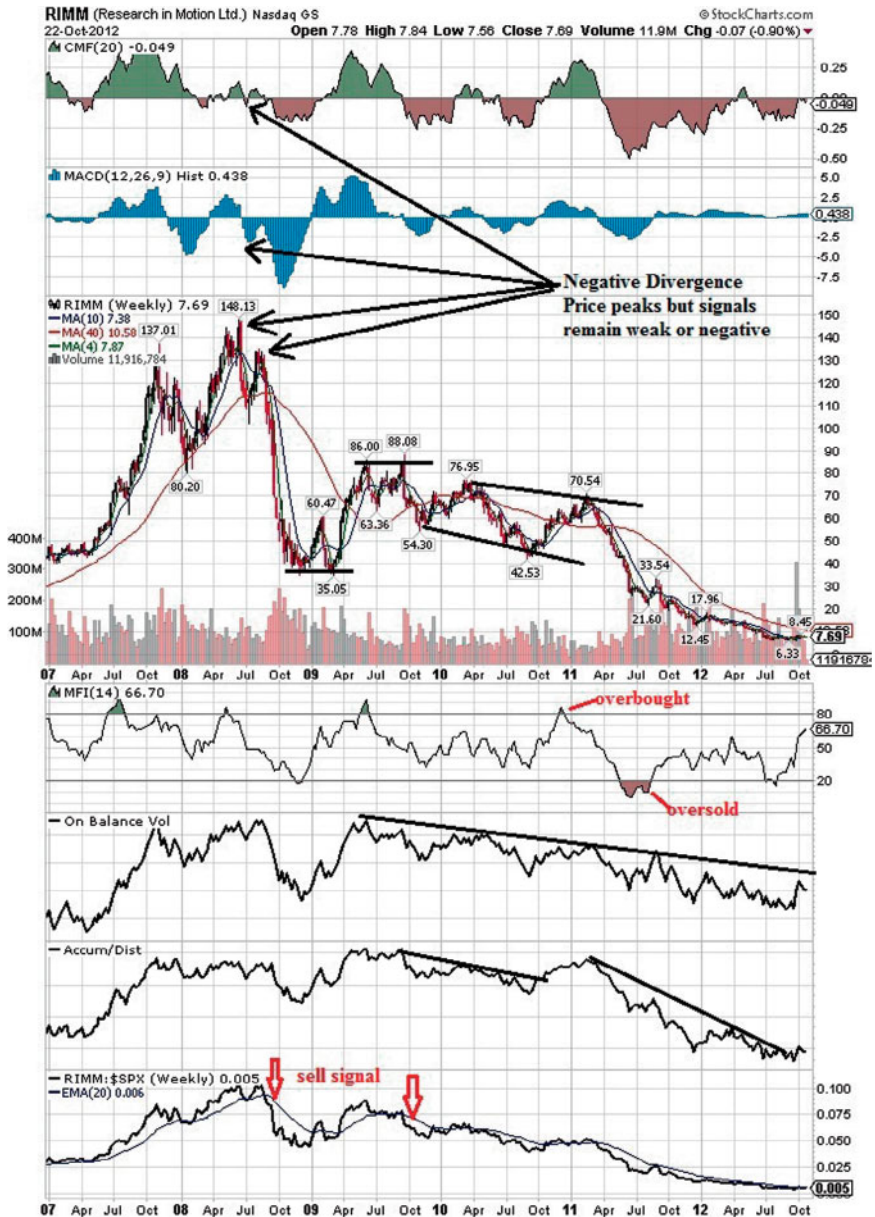 RIMM (Research in Motion Ltd.) Nasdaq GS
© StockCharts.com
22-Oct-2012
Open 7.78 High 7.84 Low 7.56 Close 7.69 Volume 11.9M Chg -0.07 (-0.90%)
CMF(20) -0.049
0.25
-0.049
-0.25
-0.50
MACD(12,26,9) Hist 0.438
5.0
2.5
0.438
-2.5
-5.0
-7.5
Negative Divergence
Price peaks but signals
remain weak or negative
RIMM (Weekly) 7.69
MA(10) 7.38
MA(40) 10.58
MA(4) 7.87
Volume 11,916,784
137.01
148.13
80.20
60.47
35.05
86.00
63.36
88.08
54.30
76.95
42.53
70.54
21.60
33.54
12.45
17.96
6.33
8.45
150
140
130
120
110
100
90
80
70
60
50
40
30
20
7.69
11916784
400M
300M
200M
100M
07 Apr Jul Oct 08 Apr Jul Oct 09 Apr Jul Oct 10 Apr Jul Oct 11 Apr Jul Oct 12 Apr Jul Oct
MFI(14) 66.70
overbought
80
66.70
50
20
oversold
On Balance Vol
Accum/Dist
RIMM:$SPX (Weekly) 0.005
EMA(20) 0.006
sell signal
0.100
0.075
0.050
0.025
0.005
07 Apr Jul Oct 08 Apr Jul Oct 09 Apr Jul Oct 10 Apr Jul Oct 11 Apr Jul Oct 12 Apr Jul Oct